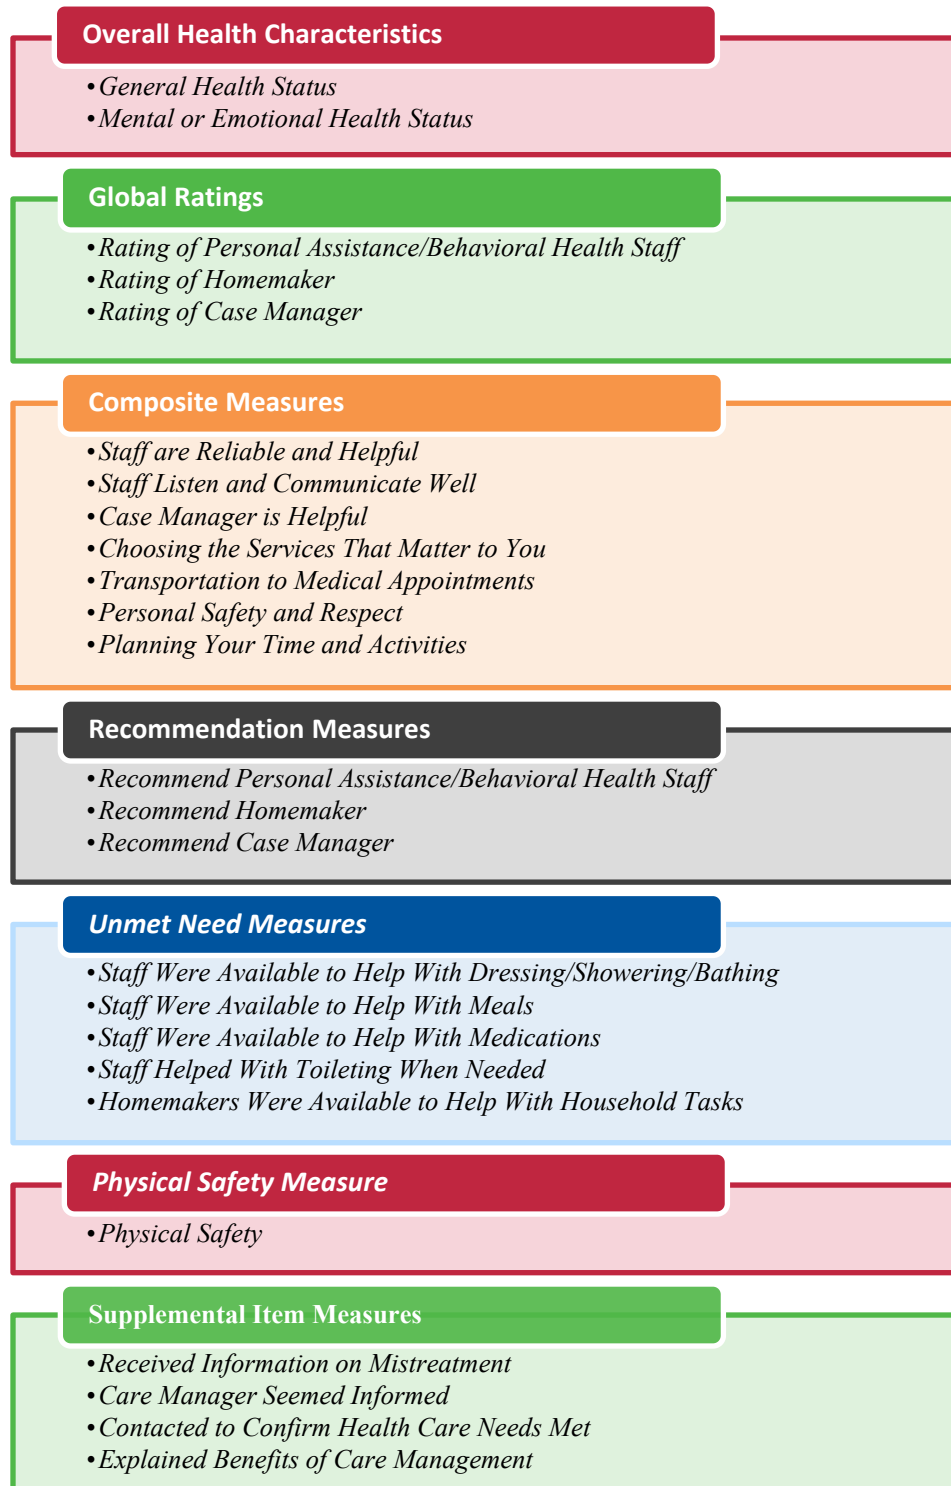 Overall Health Characteristics
•General Health Status
•Mental or Emotional Health Status
Global Ratings
•Rating of Personal Assistance/Behavioral Health Staff
•Rating of Homemaker
•Rating of Case Manager
Composite Measures
•Staff are Reliable and Helpful
•Staff Listen and Communicate Well
•Case Manager is Helpful
•Choosing the Services That Matter to You
•Transportation to Medical Appointments
•Personal Safety and Respect
•Planning Your Time and Activities
Recommendation Measures
•Recommend Personal Assistance/Behavioral Health Staff
•Recommend Homemaker
•Recommend Case Manager
Unmet Need Measures
•Staff Were Available to Help With Dressing/Showering/Bathing
•Staff Were Available to Help With Meals
•Staff Were Available to Help With Medications
•Staff Helped With Toileting When Needed
•Homemakers Were Available to Help With Household Tasks
Physical Safety Measure
•Physical Safety
Supplemental Item Measures
•Received Information on Mistreatment
•Care Manager Seemed Informed
•Contacted to Confirm Health Care Needs Met
•Explained Benefits of Care Management